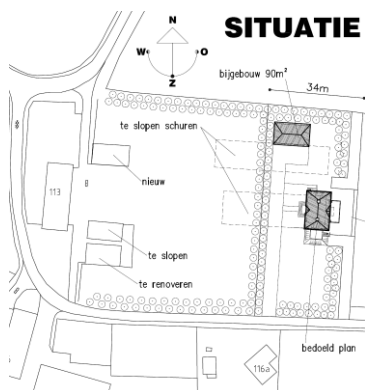 SITUATIE
N
W
O
Z
bijgebouw 90m²
34m
te slopen schuren
nieuw
113
te slopen
te renoveren
bedoeld plan
116a